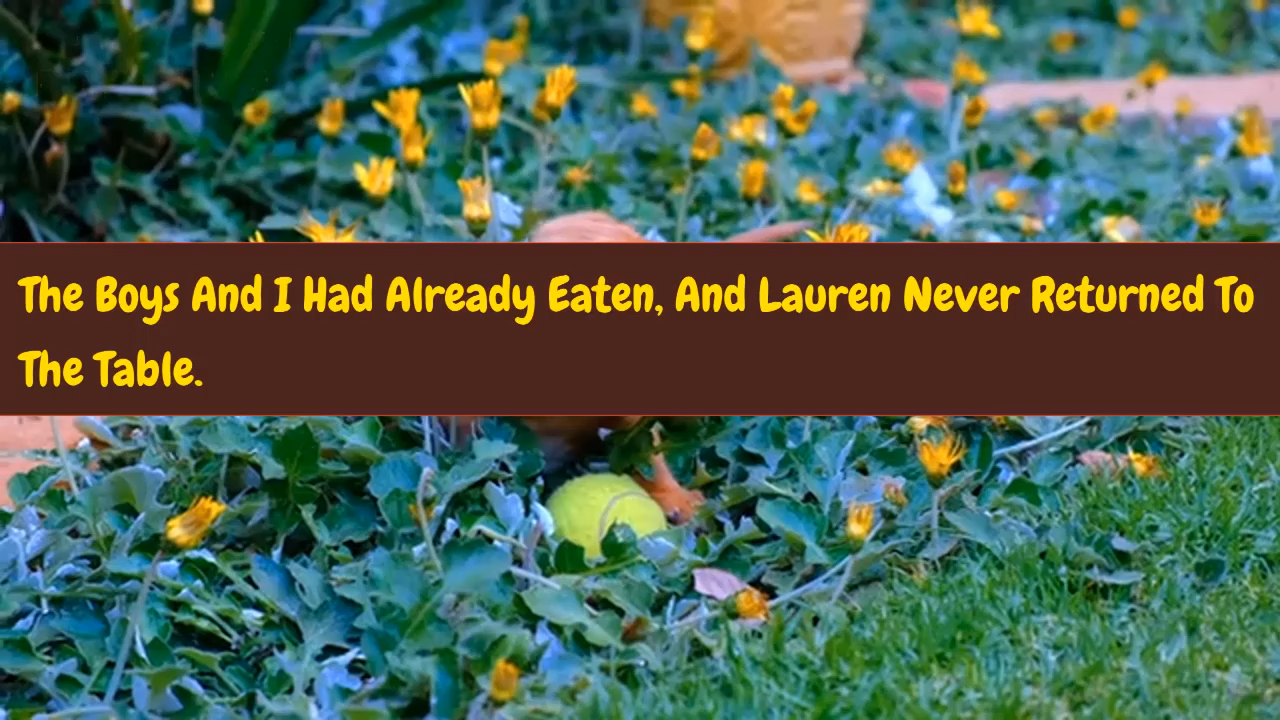 The Boys And I Had Already Eaten, And Lauren Never Returned To
The Table.